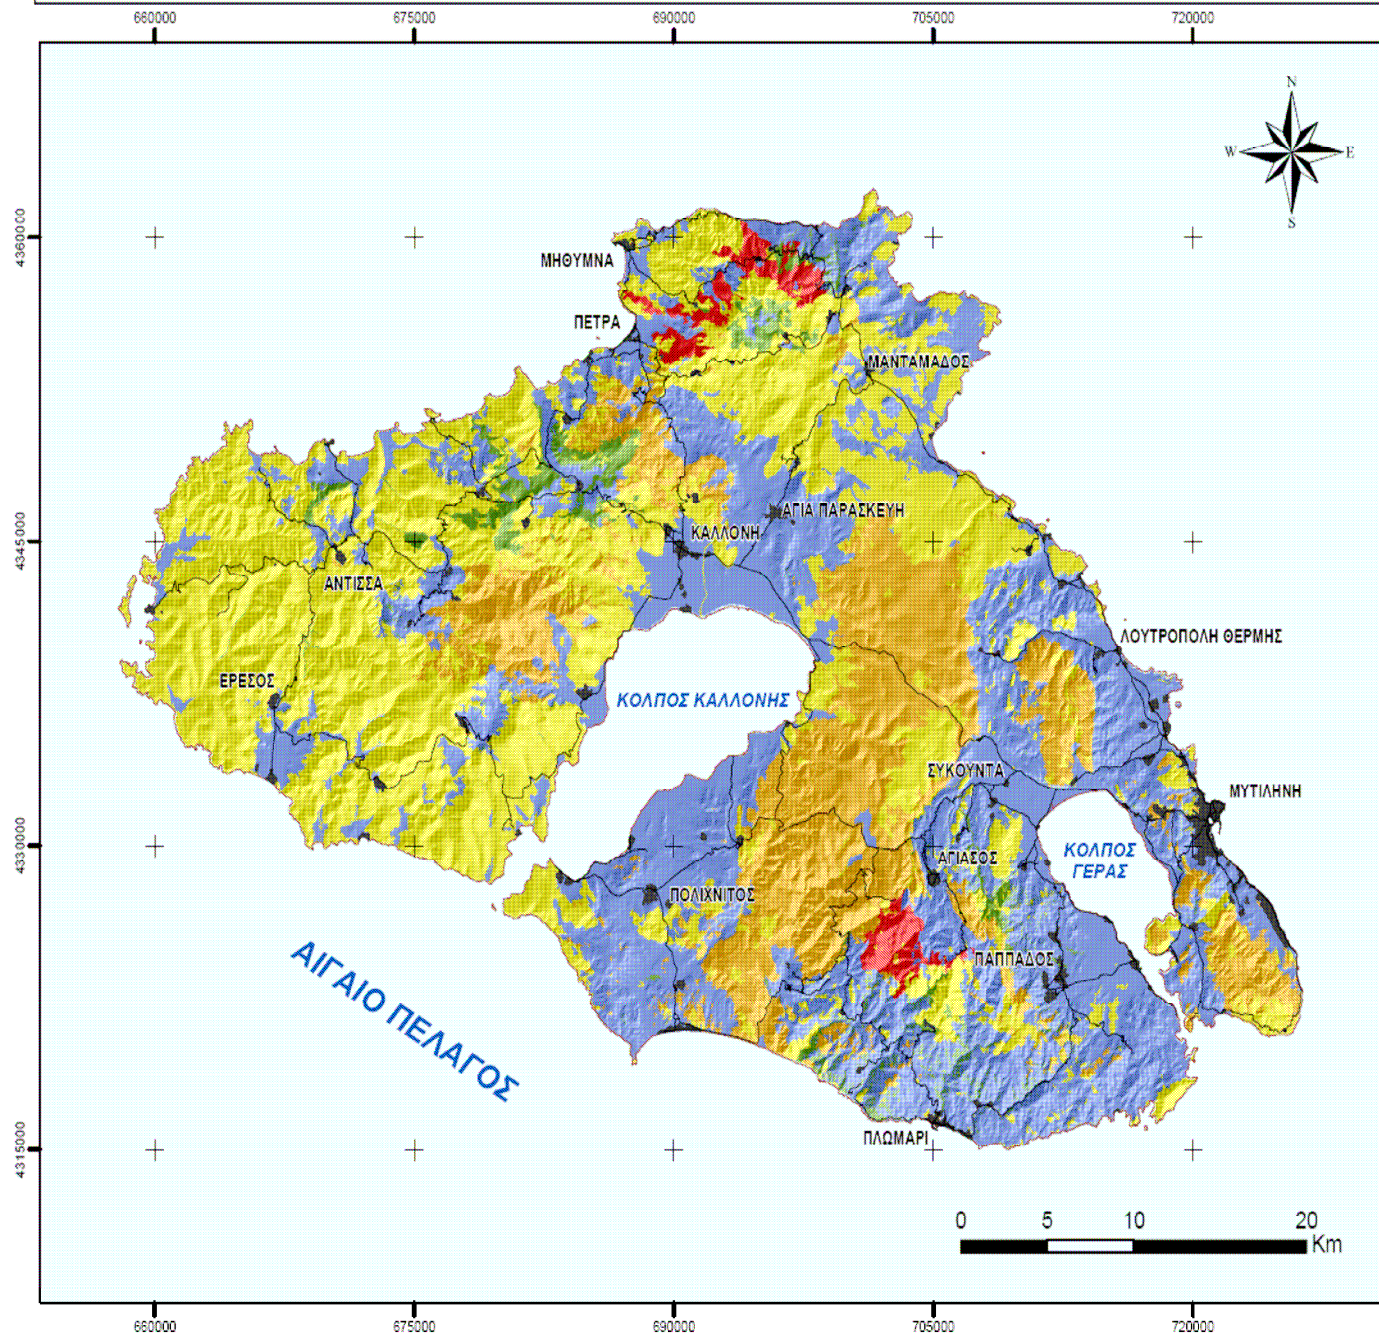 660000 675000 690000 705000 720000
N
W E
S
4360000
ΜΗΘΥΜΝΑ
ΠΕΤΡΑ
ΜΑΝΤΑΜΑΔΟΣ
ΑΓΙΑ ΠΑΡΑΣΚΕΥΗ
ΚΑΛΛΟΝΗ
4345000
ΑΝΤΙΣΣΑ
ΛΟΥΤΡΟΠΟΛΗ ΘΕΡΜΗΣ
ΕΡΕΣΟΣ
ΚΟΛΠΟΣ ΚΑΛΛΟΝΗΣ
ΣΥΚΟΥΝΤΑ
ΜΥΤΙΛΗΝΗ
4330000
ΚΟΛΠΟΣ
ΓΕΡΑΣ
ΑΓΙΑΣΟΣ
ΠΟΛΙΧΝΙΤΟΣ
ΠΑΠΠΑΔΟΣ
ΑΙΓΑΙΟ ΠΕΛΑΓΟΣ
ΠΛΩΜΑΡΙ
4315000
0 5 10 20
Km
660000 675000 690000 705000 720000